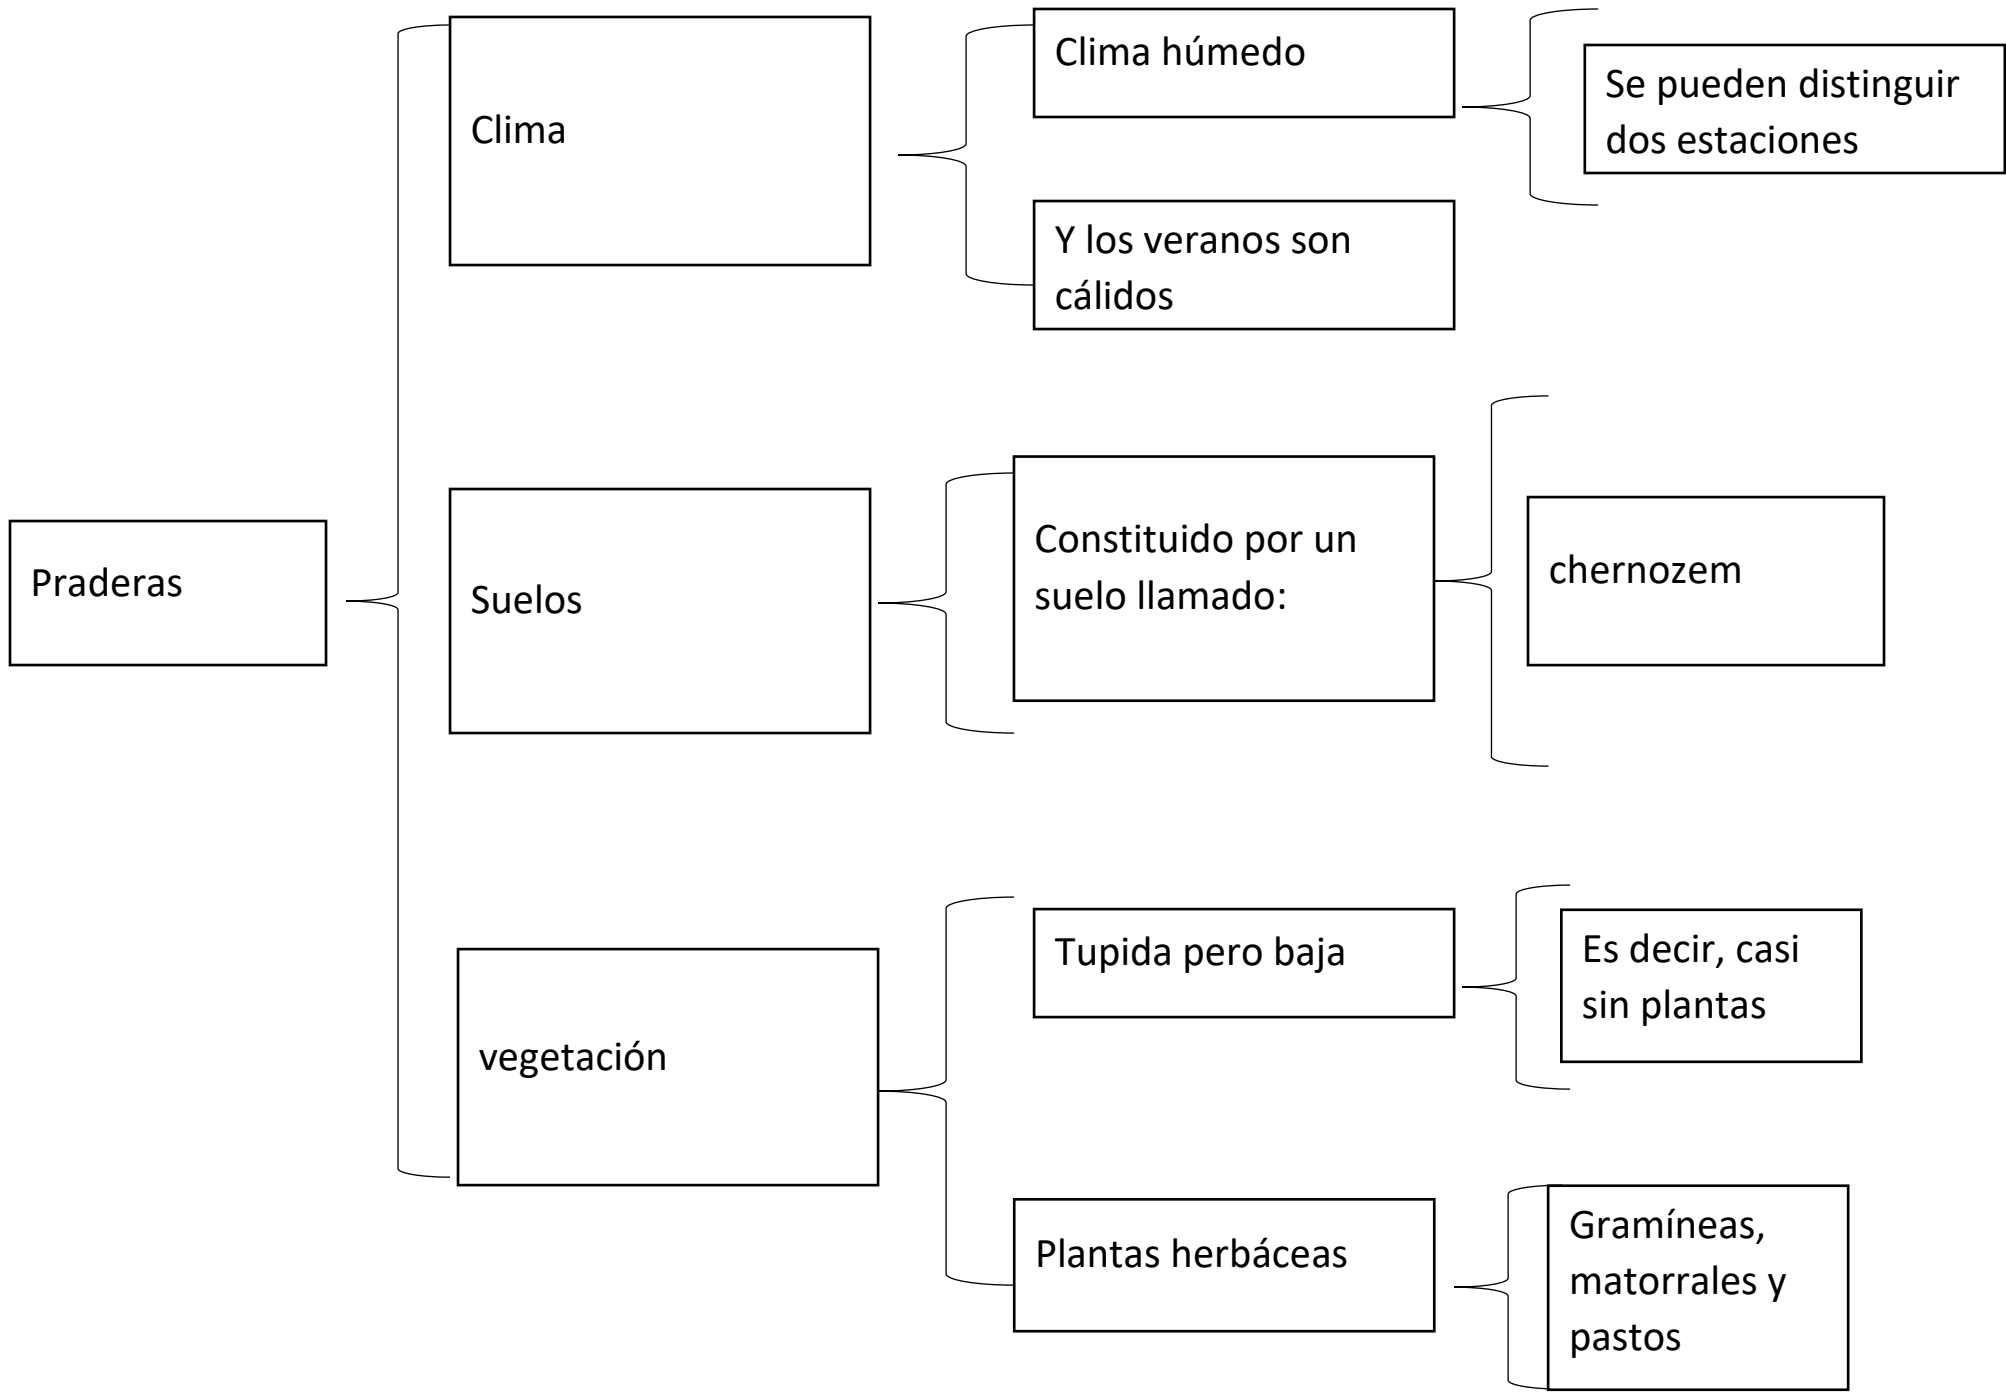 Praderas
Clima
Clima húmedo
Se pueden distinguir
dos estaciones
Y los veranos son
cálidos
Suelos
Constituido por un
suelo llamado:
chernozem
vegetación
Tupida pero baja
Es decir, casi
sin plantas
Plantas herbáceas
Gramíneas,
matorrales y
pastos